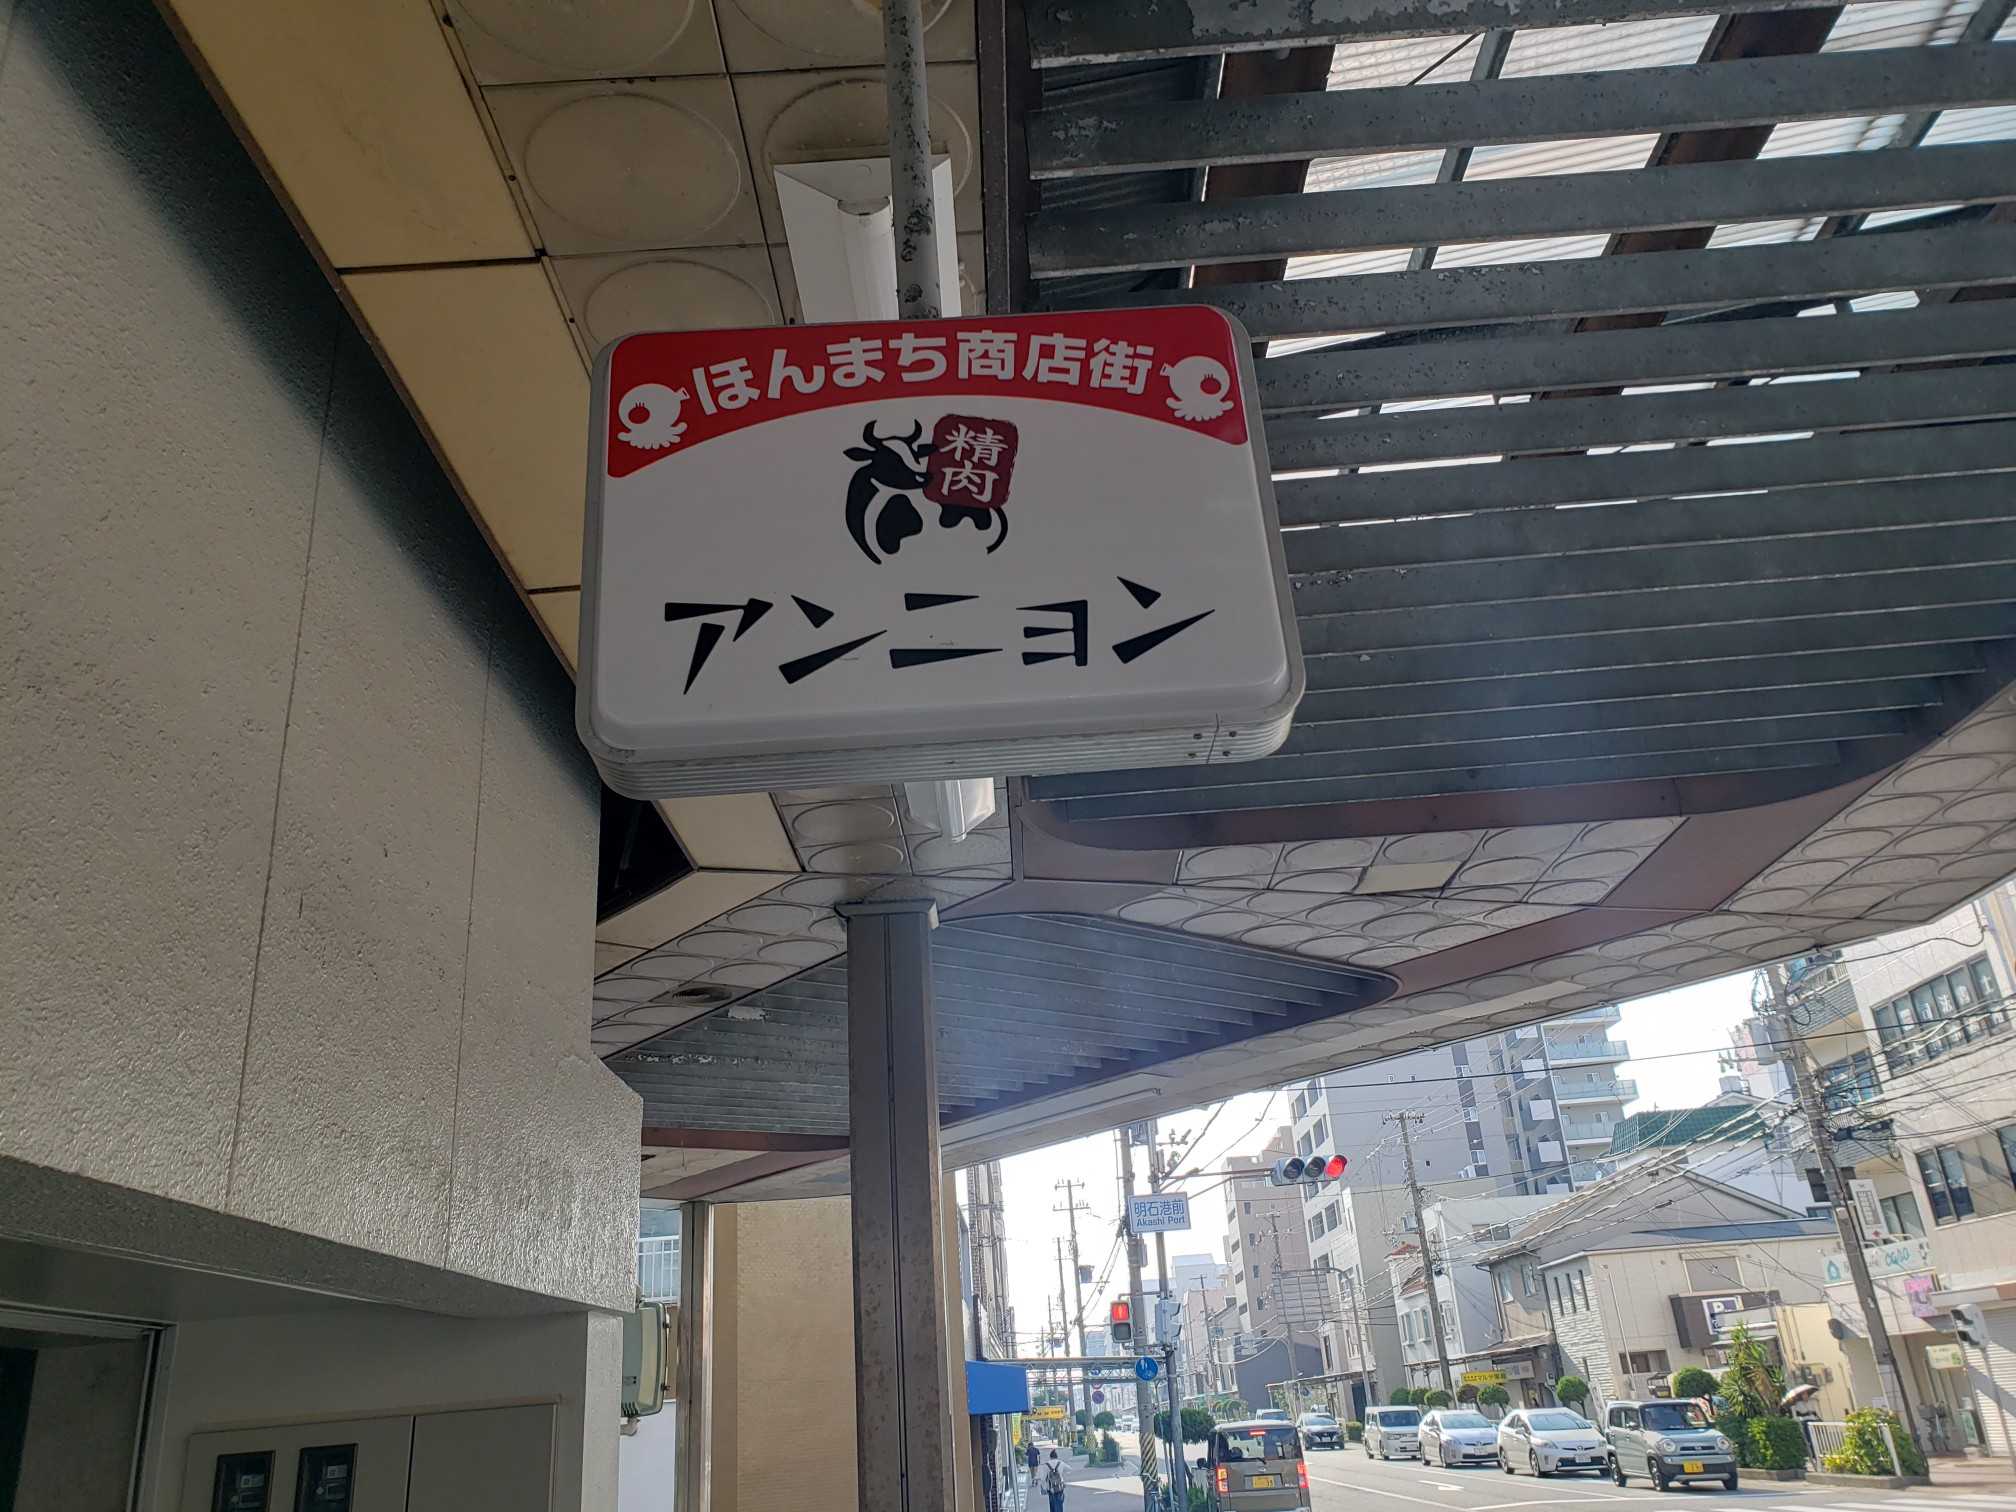 ほんまち商店街
精肉
アンニョン
明石港前
Akashi Port